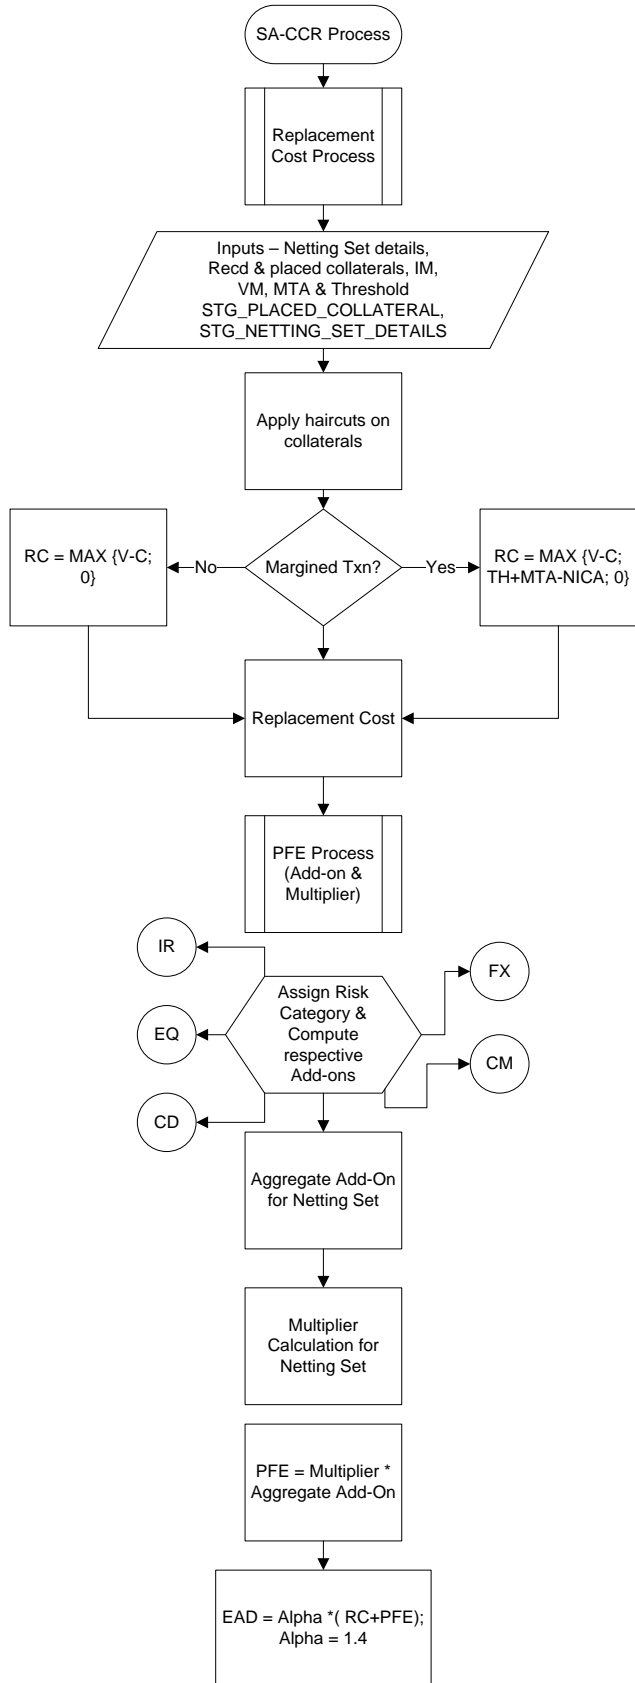 SA-CCR Process
Replacement
Cost Process
Inputs – Netting Set details,
Recd & placed collaterals, IM,
VM, MTA & Threshold
STG_PLACED_COLLATERAL,
STG_NETTING_SET_DETAILS
Apply haircuts on
collaterals
RC = MAX {V-C;
0}
No
Margined Txn?
Yes
RC = MAX {V-C;
TH+MTA-NICA; 0}
Replacement Cost
PFE Process
(Add-on &
Multiplier)
IR
FX
Assign Risk
Category &
Compute
respective
Add-ons
EQ
CM
CD
Aggregate Add-On
for Netting Set
Multiplier
Calculation for
Netting Set
PFE = Multiplier *
Aggregate Add-On
EAD = Alpha *( RC+PFE);
Alpha = 1.4